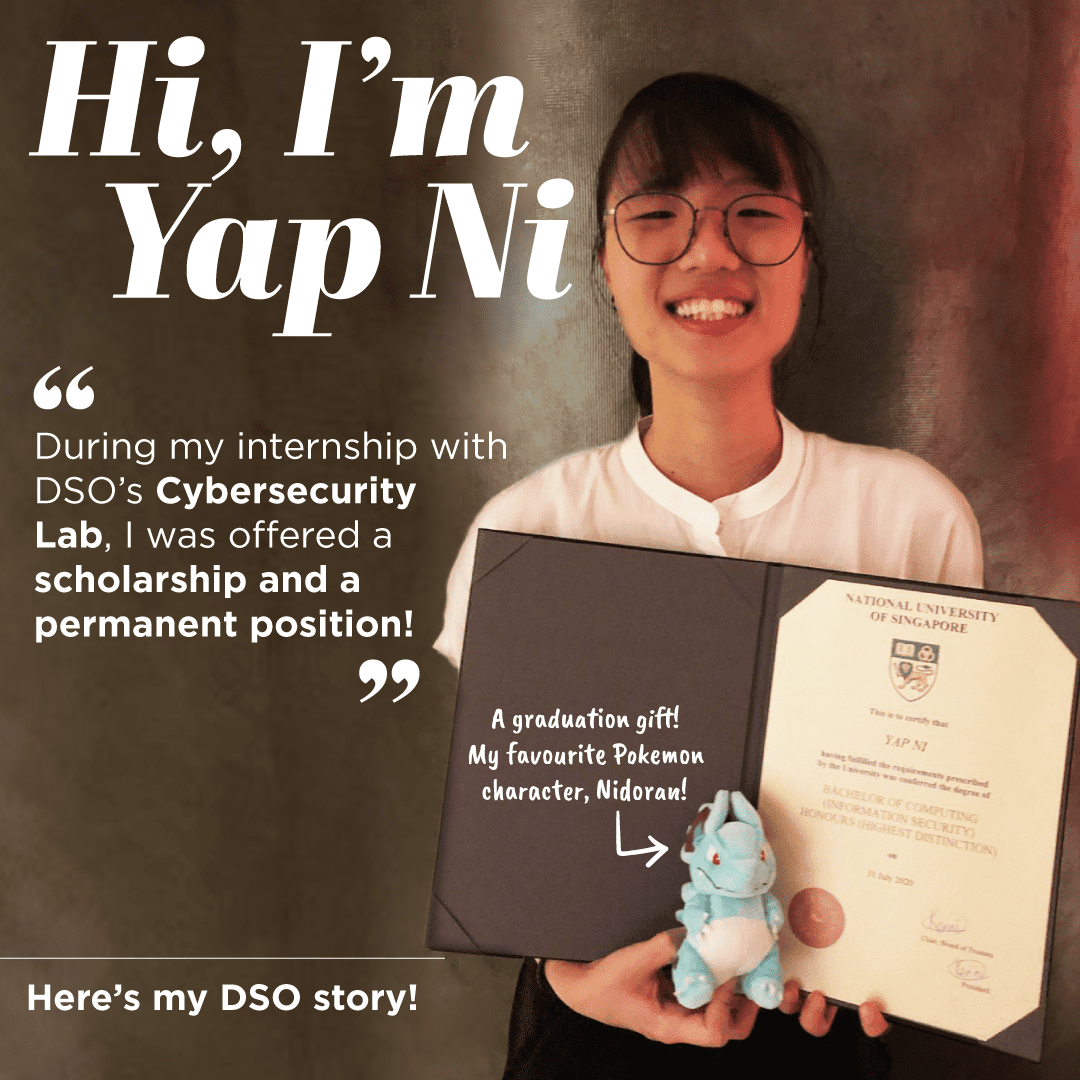 Hi, I'm
Yap Ni
“
During my internship with
DSO's Cybersecurity
Lab, I was offered a
scholarship and a
permanent position!
”
A graduation gift!
My favourite Pokemon
character, Nidoran!
NATIONAL UNIVERSITY
OF SINGAPORE
This is to certify that
YAP NI
having fulfilled the requirements prescribed
by the University was conferred the degree of
BACHELOR OF COMPUTING
(INFORMATION SECURITY)
HONOURS (HIGHEST DISTINCTION)
on
31 July 2020
Chair, Board of Trustees
President
Here's my DSO story!